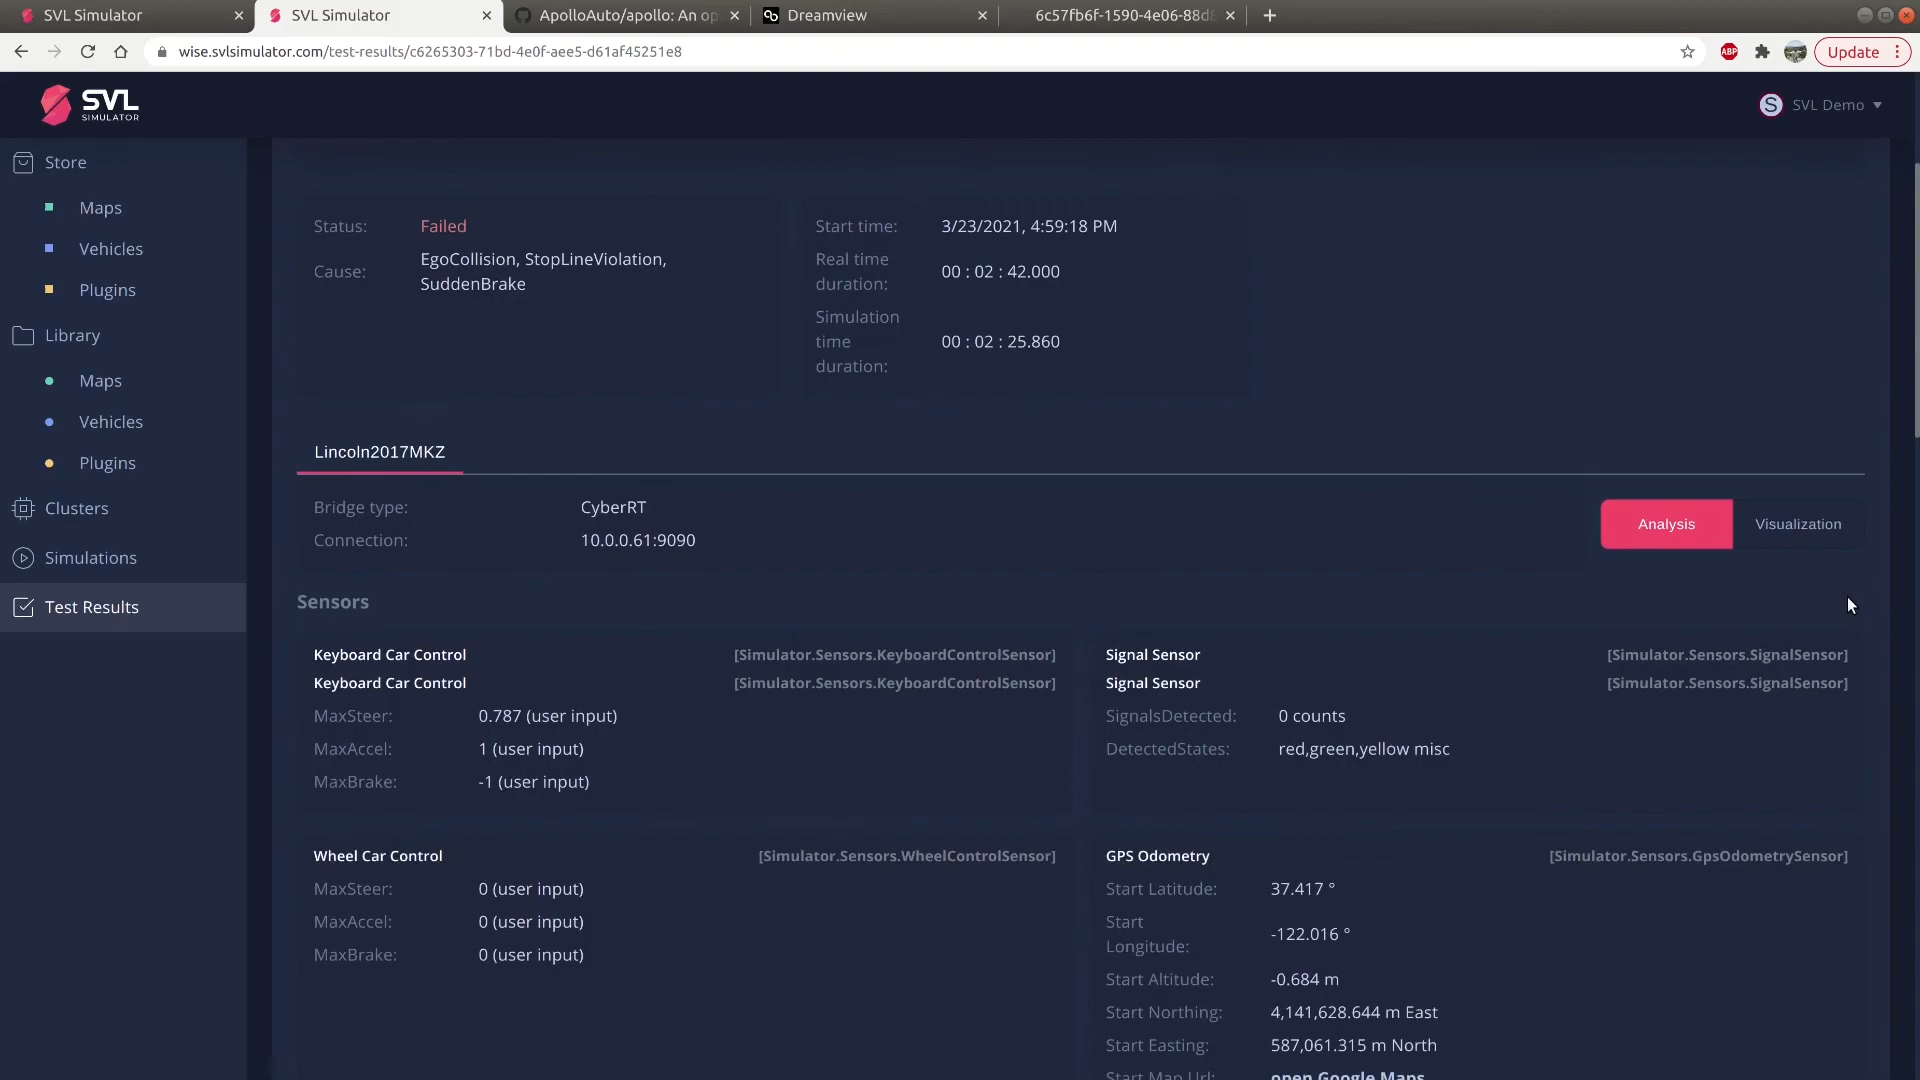 SVL Simulator
SVL Simulator
ApolloAuto/apollo: An op
Dreamview
6c57fb6f-1590-4e06-88d8
wise.svlsimulator.com/test-results/c6265303-71bd-4e0f-aee5-d61af45251e8
ABP
Update
SVL
SIMULATOR
S SVL Demo
Store
Maps
Vehicles
Plugins
Library
Maps
Vehicles
Plugins
Clusters
Simulations
Test Results
Status: Failed
Cause: EgoCollision, StopLineViolation,
SuddenBrake
Start time: 3/23/2021, 4:59:18 PM
Real time
duration: 00 : 02 : 42.000
Simulation
time
duration: 00 : 02 : 25.860
Lincoln2017MKZ
Bridge type: CyberRT
Connection: 10.0.0.61:9090
Analysis
Visualization
Sensors
Keyboard Car Control [Simulator.Sensors.KeyboardControlSensor]
Keyboard Car Control [Simulator.Sensors.KeyboardControlSensor]
MaxSteer: 0.787 (user input)
MaxAccel: 1 (user input)
MaxBrake: -1 (user input)
Signal Sensor [Simulator.Sensors.SignalSensor]
Signal Sensor [Simulator.Sensors.SignalSensor]
SignalsDetected: 0 counts
DetectedStates: red,green,yellow misc
Wheel Car Control [Simulator.Sensors.WheelControlSensor]
MaxSteer: 0 (user input)
MaxAccel: 0 (user input)
MaxBrake: 0 (user input)
GPS Odometry [Simulator.Sensors.GpsOdometrySensor]
Start Latitude: 37.417 °
Start
Longitude: -122.016 °
Start Altitude: -0.684 m
Start Northing: 4,141,628.644 m East
Start Easting: 587,061.315 m North
Start Map Url: open Google Maps